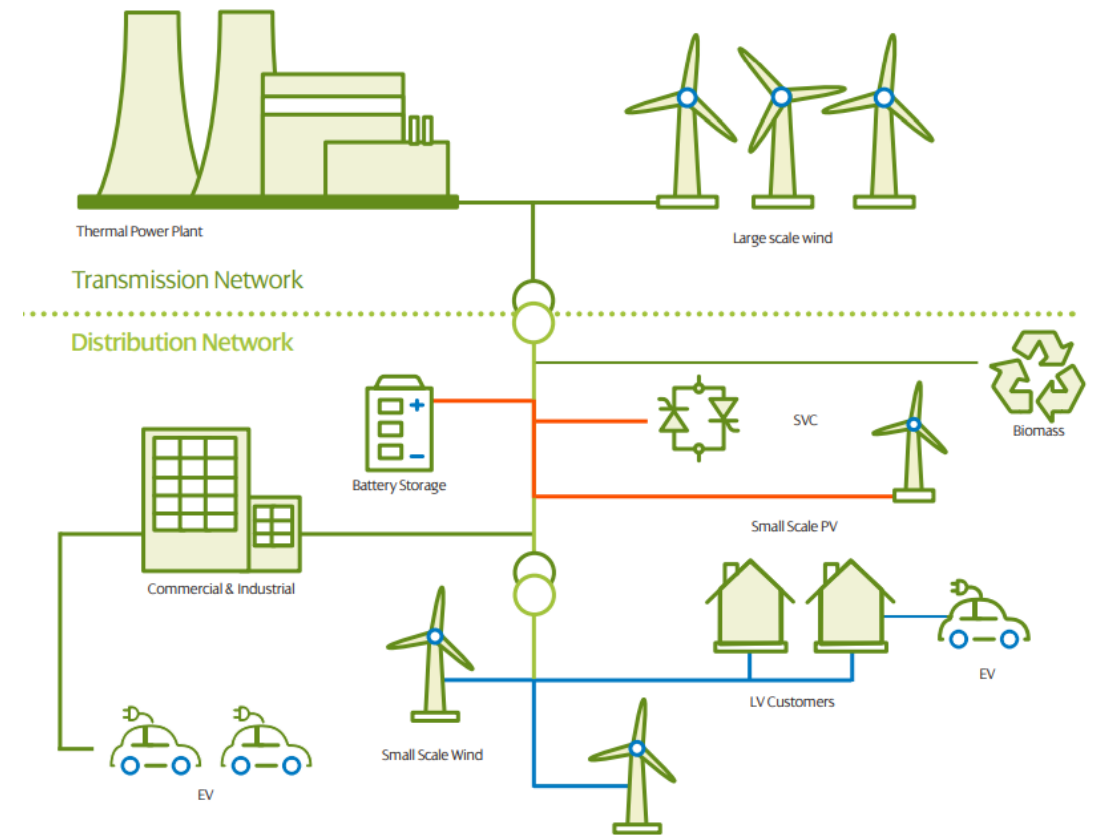 Thermal Power Plant
Large scale wind
Transmission Network
Distribution Network
SVC
Biomass
Battery Storage
Small Scale PV
Commercial & Industrial
EV
LV Customers
Small Scale Wind
EV